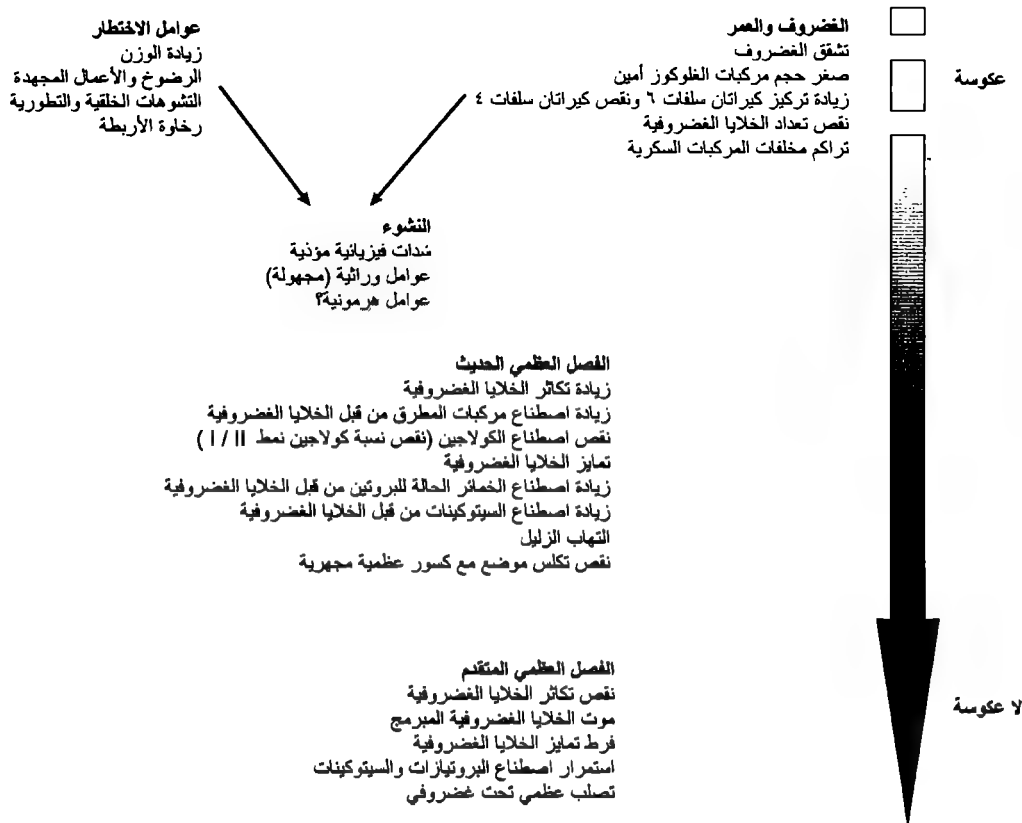 عوامل الاختطار
زيادة الوزن
الرضوخ والأعمال المجهدة
التشوهات الخلقية والتطورية
رخاوة الأربطة
الغضروف والعمر
تشقق الغضروف
صغر حجم مركبات الغلوكوز أمين
زيادة تركيز كيراتان سلفات ٦ ونقص كيراتان سلفات ٤
نقص تعداد الخلايا الغضروفية
تراكم مخلفات المركبات السكرية
عكوسة
النشوء
شدات فيزيائية مؤذية
عوامل وراثية (مجهولة)
عوامل هرمونية؟
الفصل العظمي الحديث
زيادة تكاثر الخلايا الغضروفية
زيادة اصطناع مركبات المطرق من قبل الخلايا الغضروفية
نقص اصطناع الكولاجين (نقص نسبة كولاجين نمط I / II)
تمايز الخلايا الغضروفية
زيادة اصطناع الخمائر الحالة للبروتين من قبل الخلايا الغضروفية
زيادة اصطناع السيتوكينات من قبل الخلايا الغضروفية
التهاب الزليل
نقص تكلس موضع مع كسور عظمية مجهرية
الفصل العظمي المتقدم
نقص تكاثر الخلايا الغضروفية
موت الخلايا الغضروفية المبرمج
فرط تمايز الخلايا الغضروفية
استمرار اصطناع البروتيازات والسيتوكينات
تصلب عظمي تحت غضروفي
لا عكوسة